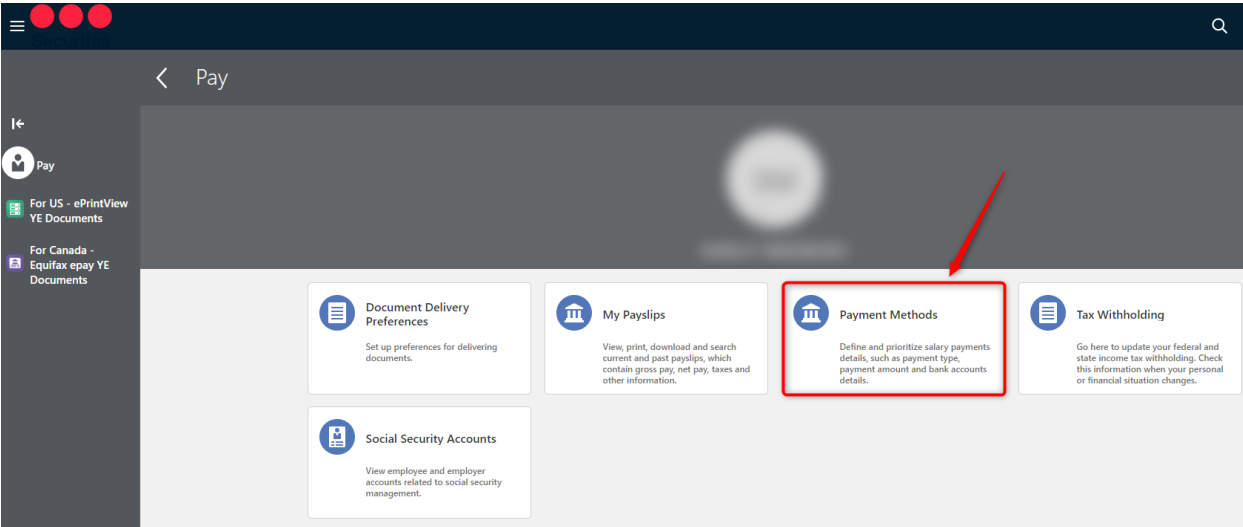 Securitas
Pay
Pay
For US - ePrintView
YE Documents
For Canada -
Equifax epay YE
Documents
Document Delivery
Preferences
Set up preferences for delivering
documents.
My Payslips
View, print, download and search
current and past payslips, which
contain gross pay, net pay, taxes and
other information.
Payment Methods
Define and prioritize salary payments
details, such as payment type,
payment amount and bank accounts
details.
Tax Withholding
Go here to update your federal and
state income tax withholding. Check
this information when your personal
or financial situation changes.
Social Security Accounts
View employee and employer
accounts related to social security
management.